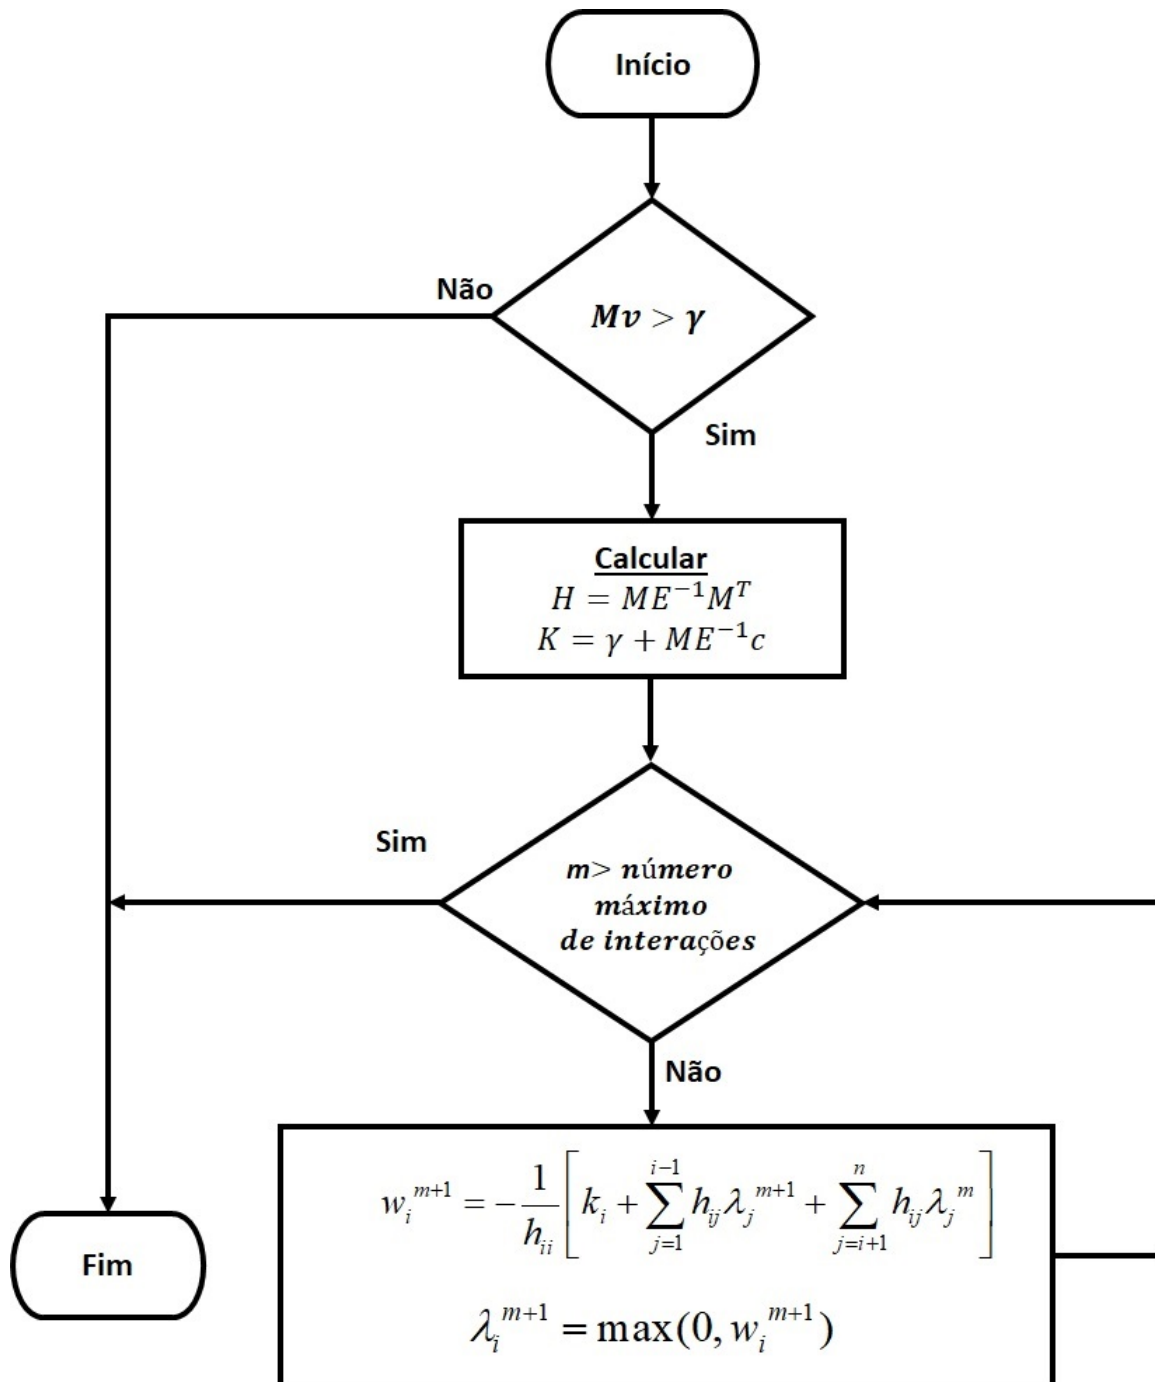 Início
Não
Mv > γ
Sim
Calcular
H = ME⁻¹Mᵀ
K = γ + ME⁻¹c
Sim
m> número
máximo
de interações
Não
w_i^{m+1} = -\frac{1}{h_{ii}} \left[ k_i + \sum_{j=1}^{i-1} h_{ij} λ_j^{m+1} + \sum_{j=i+1}^{n} h_{ij} λ_j^{m} \right]
Fim
λ_i^{m+1} = max(0, w_i^{m+1})